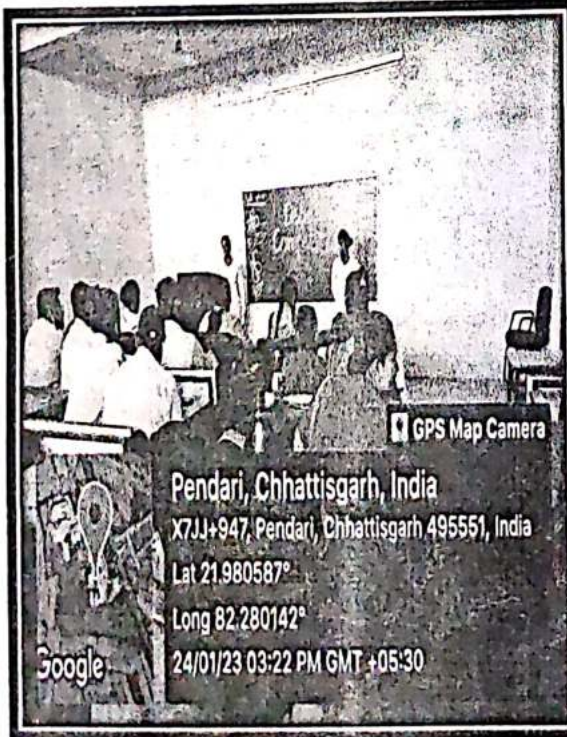 GPS Map Camera
Pendari, Chhattisgarh, India
X7JJ+947, Pendari, Chhattisgarh 495551, India
Lat 21.980587°
Long 82.280142°
24/01/23 03:22 PM GMT +05:30
Google